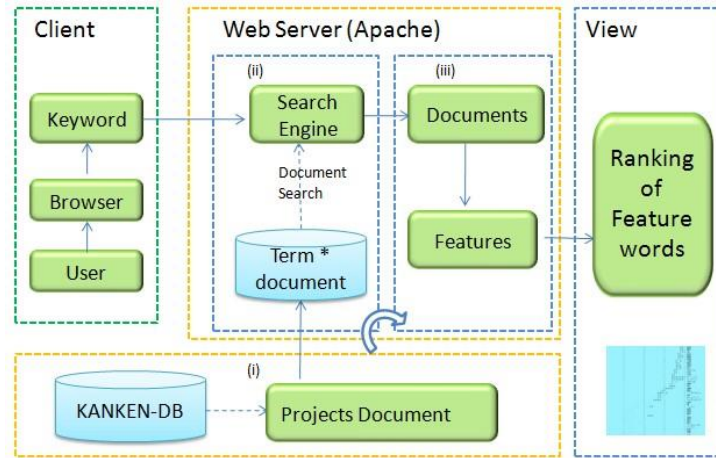 Client
Web Server (Apache)
View
(ii)
(iii)
Keyword
Search
Engine
Documents
Ranking
of
Feature
words
Document
Search
Browser
Features
User
Term *
document
(i)
KANKEN-DB
Projects Document